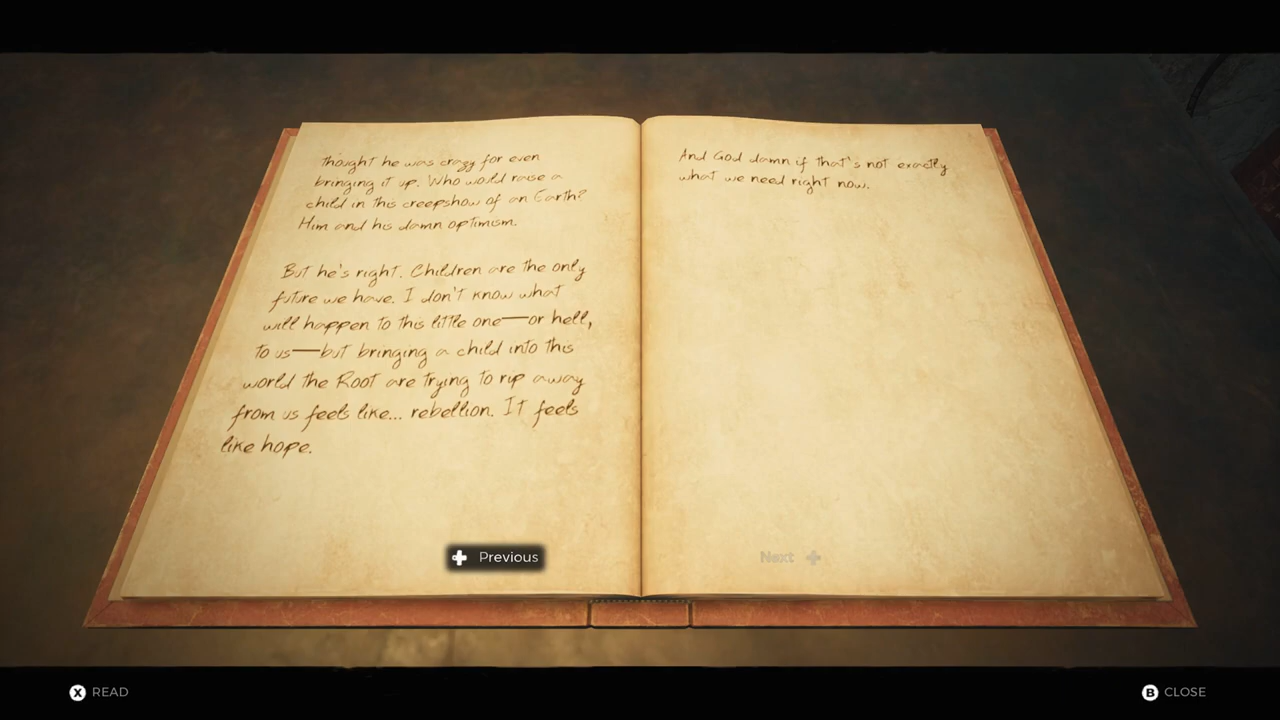 thought he was crazy for even
bringing it up. Who would raise a
child in this creepshow of an Earth?
Him and his damn optimism.
But he's right. Children are the only
future we have. I don't know what
will happen to this little one—or hell,
to us—but bringing a child into this
world the Root are trying to rip away
from us feels like... rebellion. It feels
like hope.
And God damn if that's not exactly
what we need right now.
Previous
Next
X READ
B CLOSE